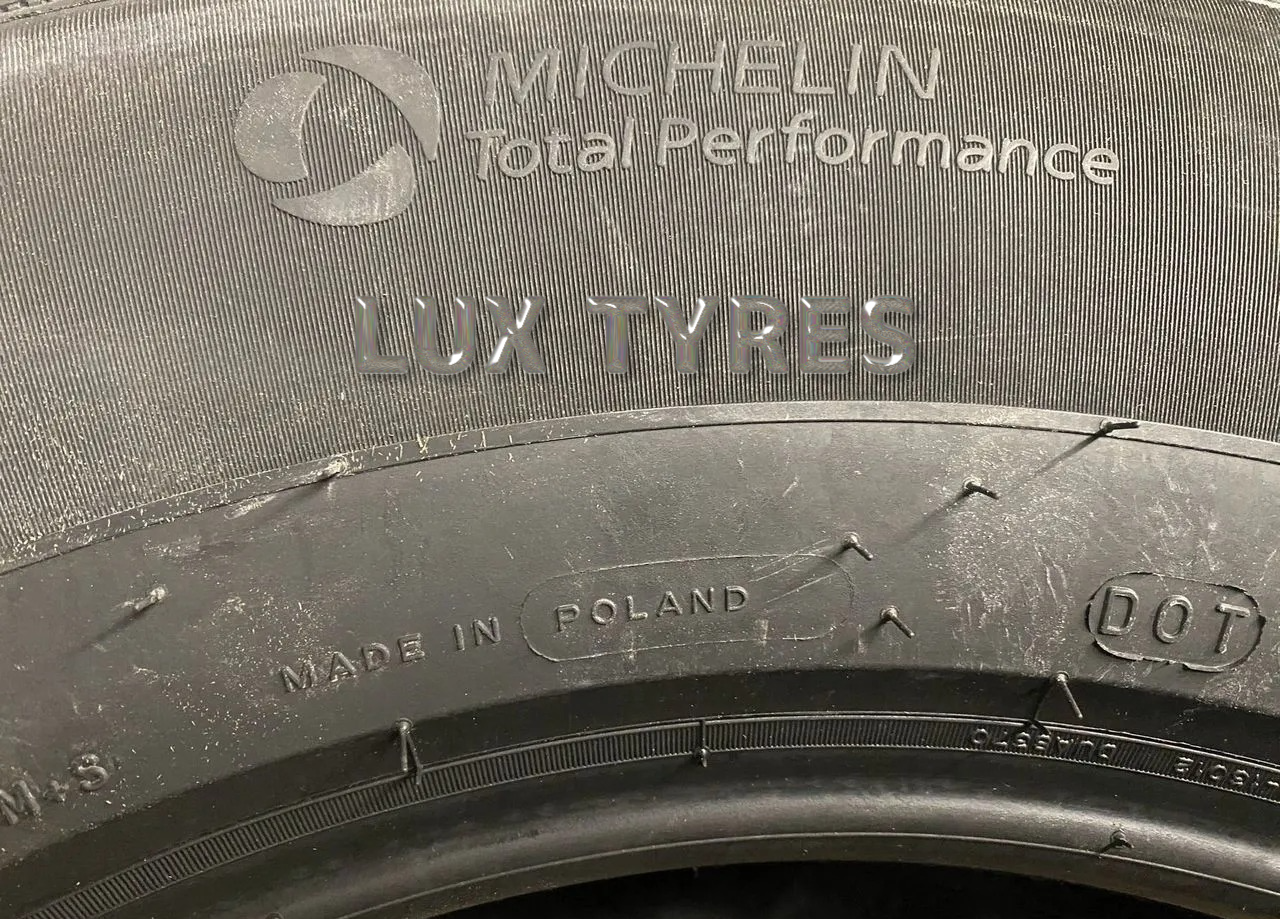 MICHELIN
Total Performance
LUX TYRES
MADE IN POLAND
DOT
M+S